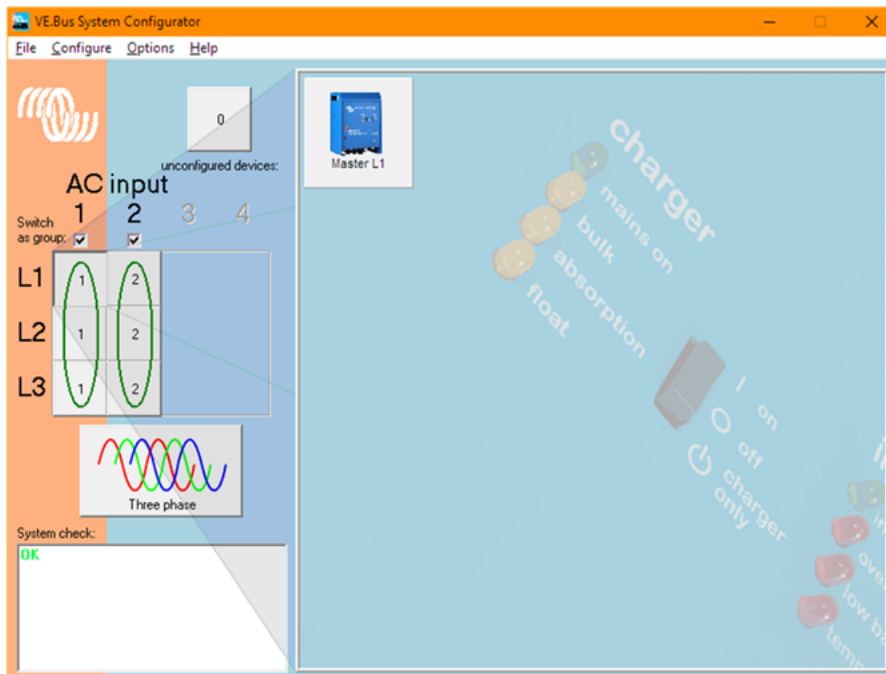 VE.Bus System Configurator
File Configure Options Help
0
unconfigured devices:
AC input
Switch
as group:
1 2 3 4
L1 1 2
L2 1 2
L3 1 2
Three phase
System check:
OK
Master L1
charger
mains on
bulk
absorption
float
on
off
charger
only